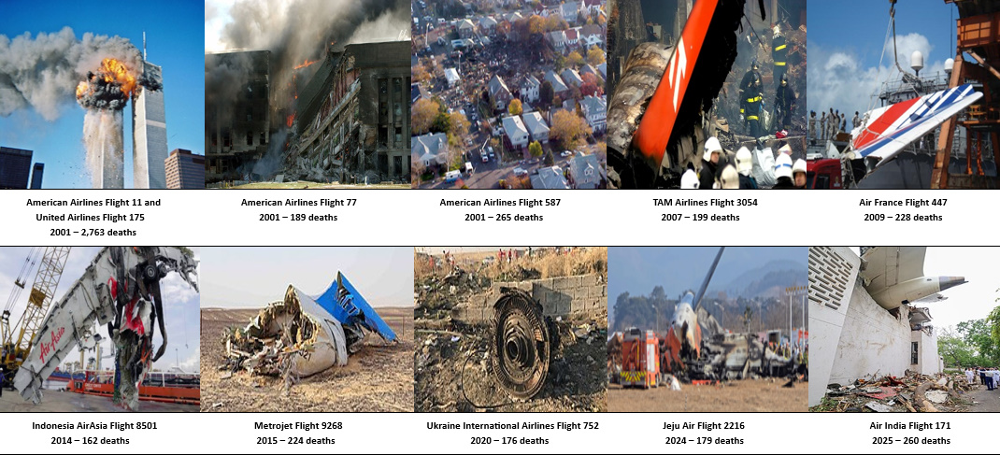 American Airlines Flight 11 and
United Airlines Flight 175
2001 – 2,763 deaths
American Airlines Flight 77
2001 – 189 deaths
American Airlines Flight 587
2001 – 265 deaths
TAM Airlines Flight 3054
2007 – 199 deaths
Air France Flight 447
2009 – 228 deaths
AirAsia
Indonesia AirAsia Flight 8501
2014 – 162 deaths
Metrojet Flight 9268
2015 – 224 deaths
Ukraine International Airlines Flight 752
2020 – 176 deaths
Jeju Air Flight 2216
2024 – 179 deaths
Air India Flight 171
2025 – 260 deaths